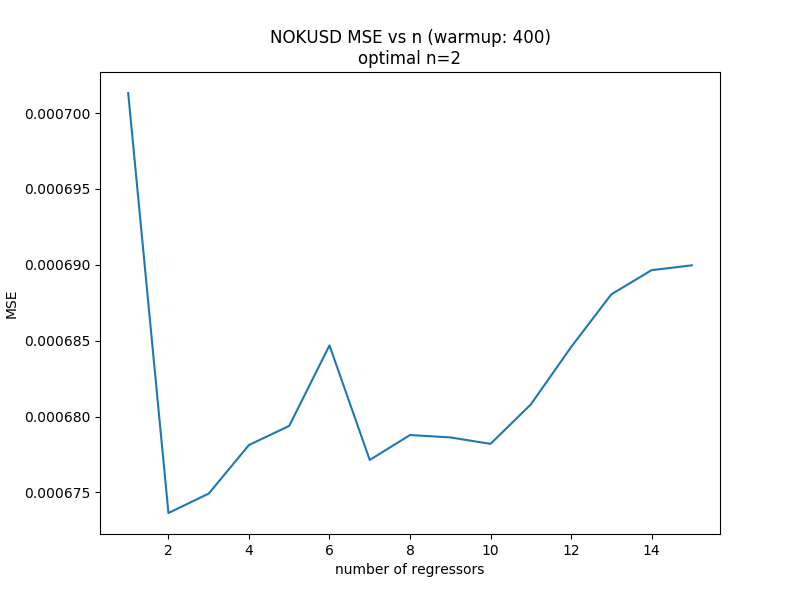 NOKUSD MSE vs n (warmup: 400)
optimal n=2
0.000700
0.000695
0.000690
0.000685
0.000680
0.000675
MSE
2 4 6 8 10 12 14
number of regressors